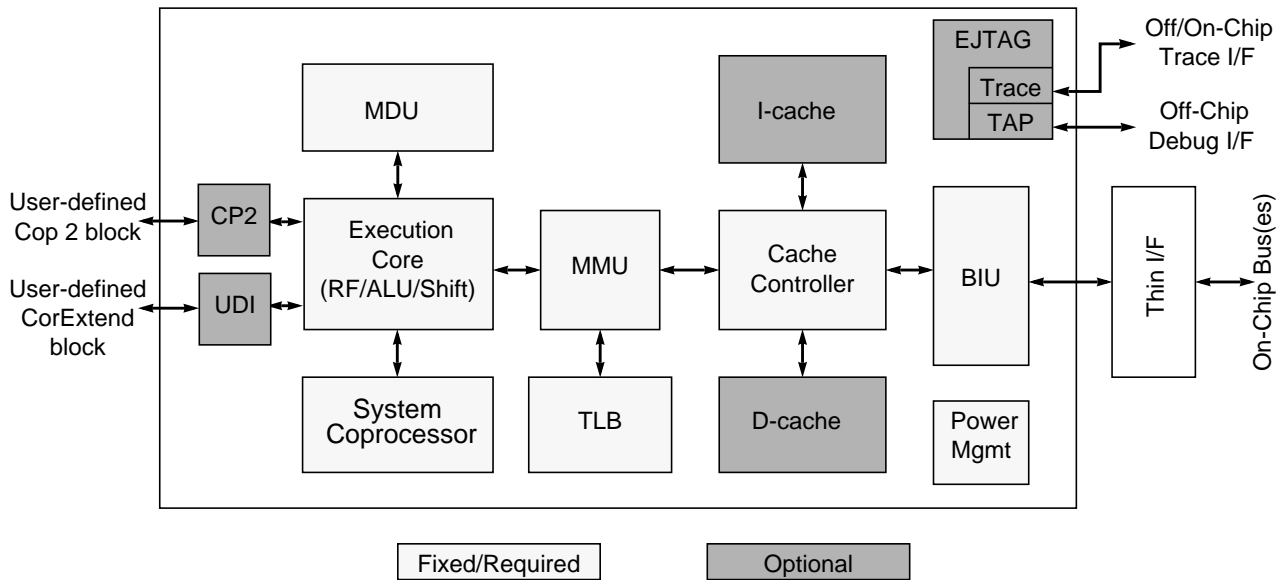 EJTAG
Trace
TAP
Off/On-Chip
Trace I/F
Off-Chip
Debug I/F
MDU
I-cache
User-defined
Cop 2 block
CP2
User-defined
CorExtend
block
UDI
Execution
Core
(RF/ALU/Shift)
MMU
Cache
Controller
BIU
Thin I/F
On-Chip Bus(es)
System
Coprocessor
TLB
D-cache
Power
Mgmt
Fixed/Required
Optional